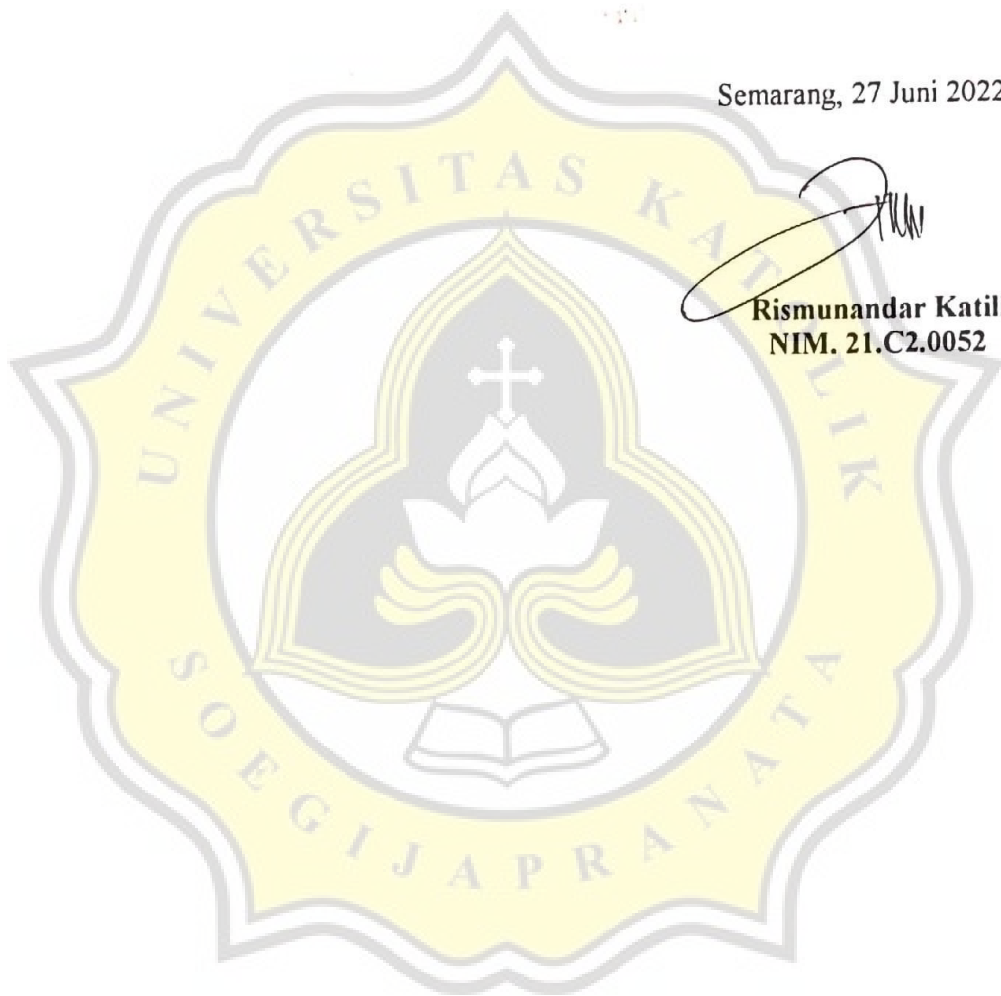 Semarang, 27 Juni 2022
Rismunandar Katil
NIM. 21.C2.0052
UNIVERSITAS KATOLIK
SOEGIJAPRANATA